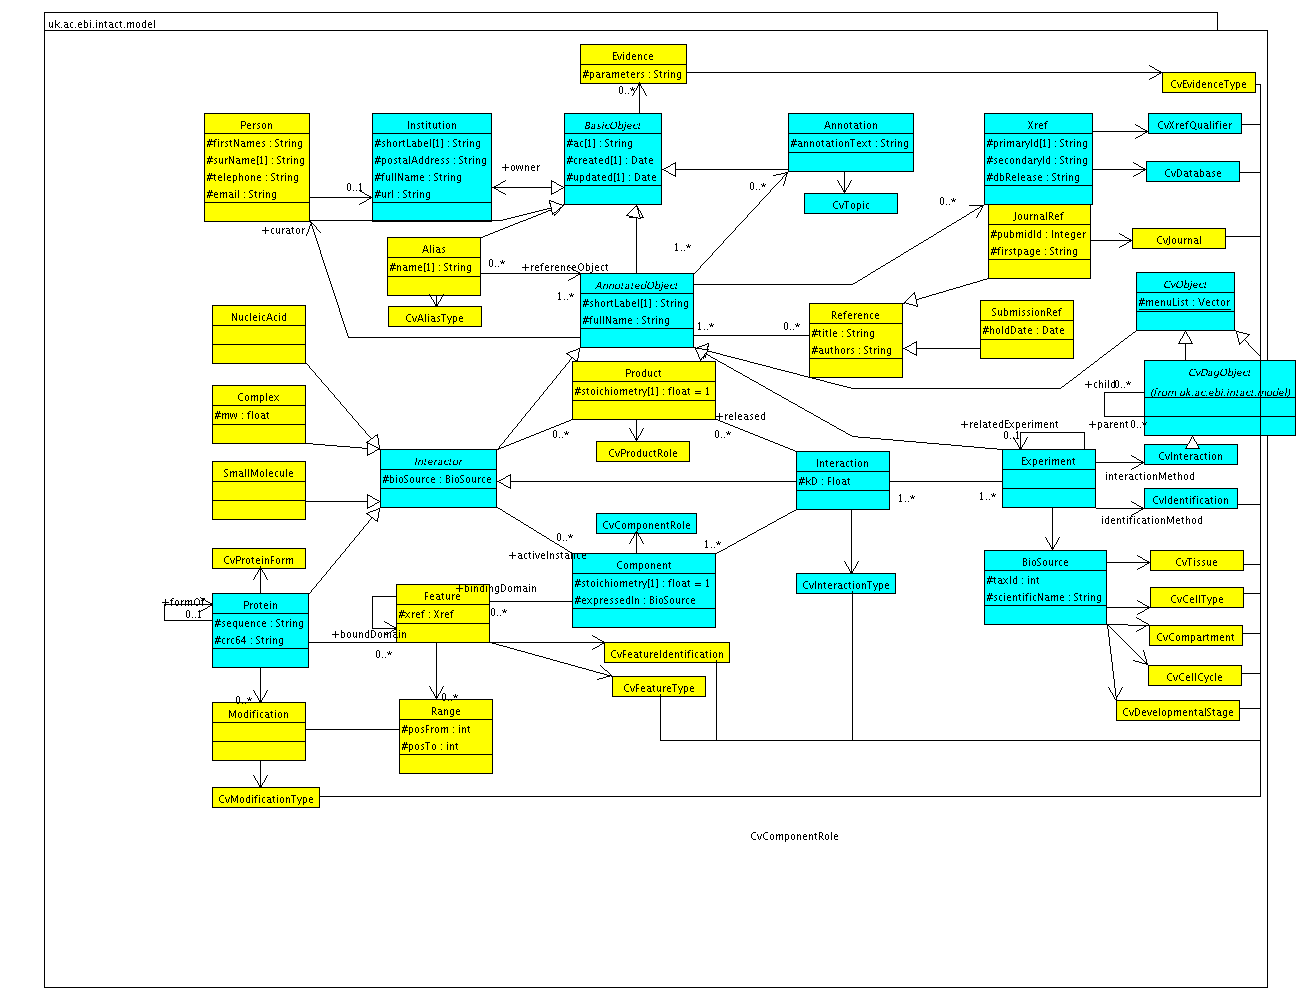 uk.ac.ebi.intact.model
Evidence
#parameters : String
CvEvidenceType
0..*
Person
#firstNames : String
#surName[1] : String
#telephone : String
#email : String
Institution
#shortLabel[1] : String
#postalAddress : String
#fullName : String
#url : String
0..1
+owner
BasicObject
#ac[1] : String
#created[1] : Date
#updated[1] : Date
Annotation
#annotationText : String
CvTopic
0..*
Xref
#primaryId[1] : String
#secondaryId : String
#dbRelease : String
CvXrefQualifier
CvDatabase
0..*
JournalRef
#pubmidId : Integer
#firstpage : String
CvJournal
+curator
Alias
#name[1] : String
0..*
+referenceObject
CvAliasType
1..*
1..*
AnnotatedObject
#shortLabel[1] : String
#fullName : String
1..*
0..*
Reference
#title : String
#authors : String
SubmissionRef
#holdDate : Date
CvObject
#menuList : Vector
CvDagObject
(from uk.ac.ebi.intact.model)
+child
0..*
+parent
0..*
NucleicAcid
Complex
#mw : float
SmallMolecule
Product
#stoichiometry[1] : float = 1
+released
0..*
0..*
CvProductRole
Interactor
#bioSource : BioSource
Interaction
#kD : Float
+relatedExperiment
0..1
Experiment
CvInteraction
interactionMethod
1..*
1..*
CvIdentification
identificationMethod
CvComponentRole
0..*
1..*
+activeInstance
Component
#stoichiometry[1] : float = 1
#expressedIn : BioSource
CvInteractionType
BioSource
#taxId : int
#scientificName : String
CvTissue
CvCellType
CvCompartment
CvCellCycle
CvDevelopmentalStage
CvProteinForm
+formOf
0..1
Protein
#sequence : String
#crc64 : String
+bindingDomain
0..*
Feature
#xref : Xref
+boundDomain
0..*
CvFeatureIdentification
CvFeatureType
0..*
Modification
0..*
Range
#posFrom : int
#posTo : int
CvModificationType
CvComponentRole